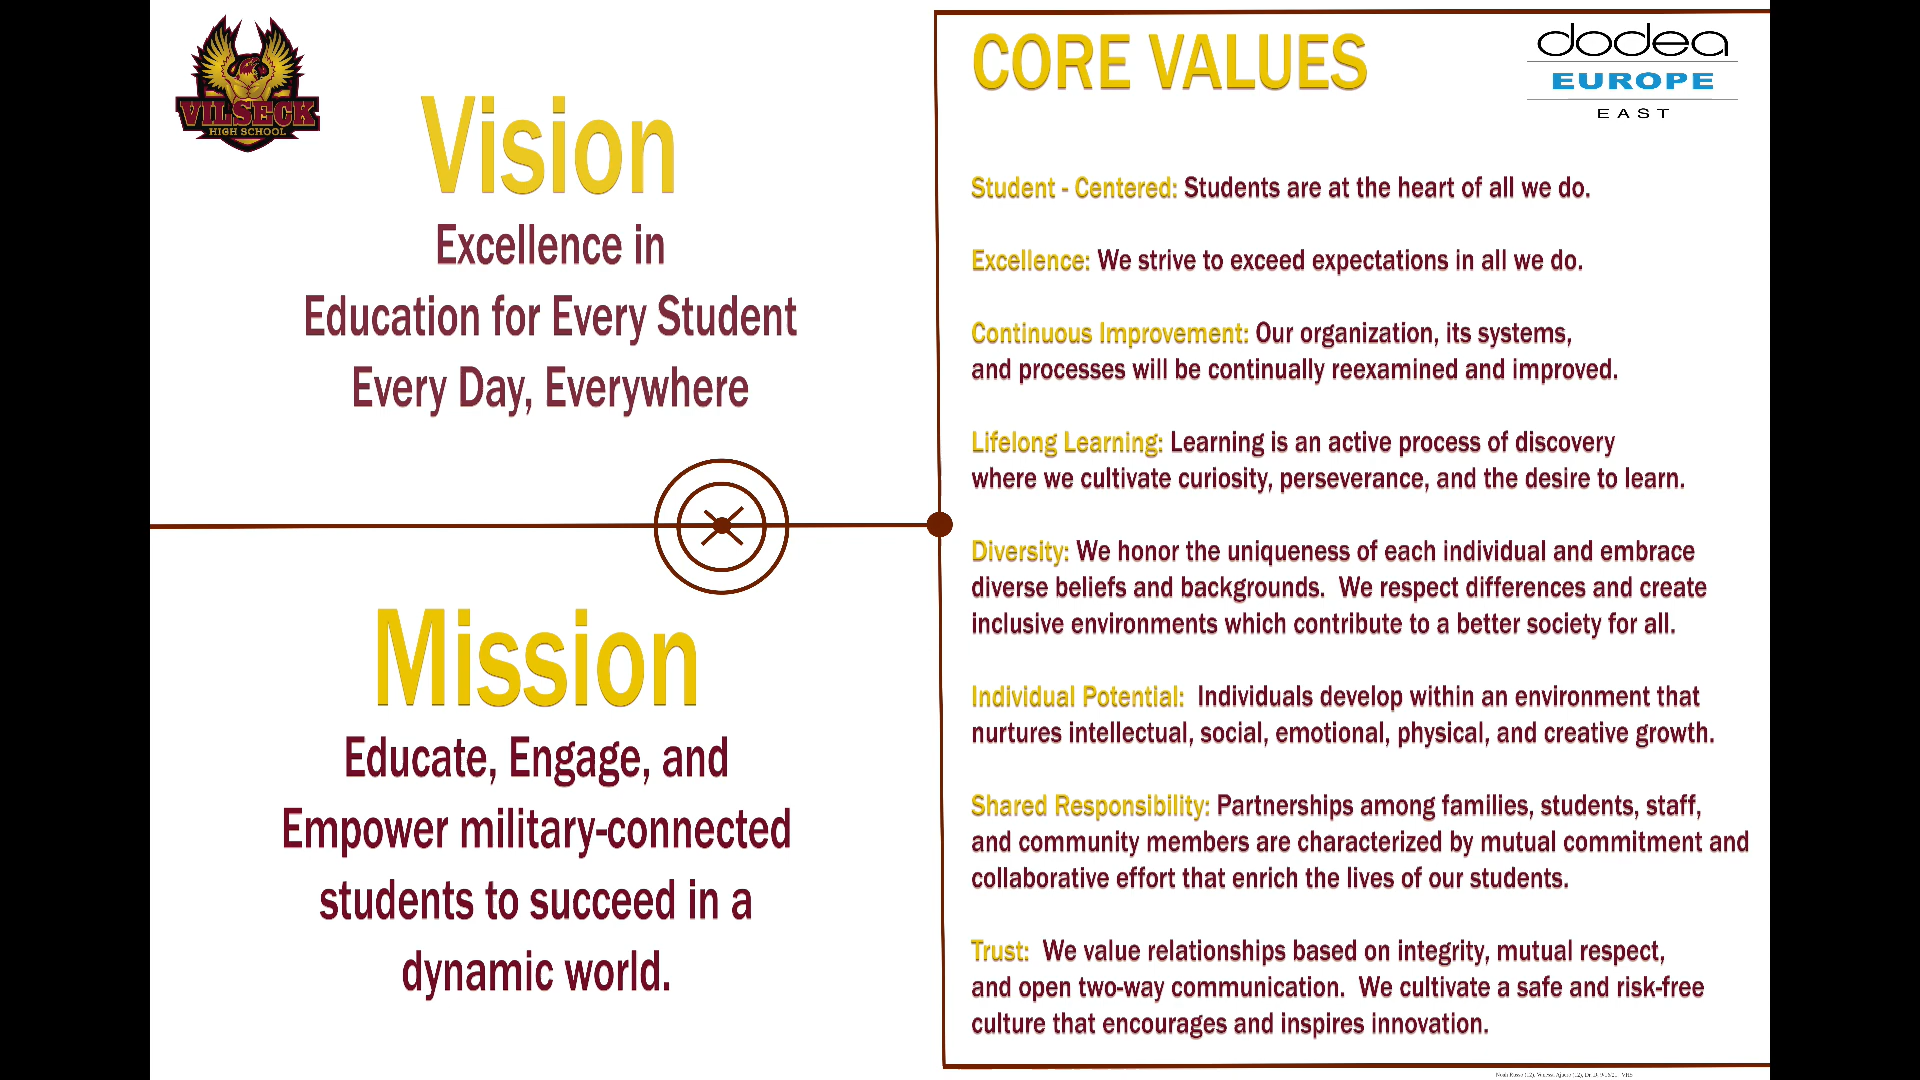 VILSECK
HIGH SCHOOL
Vision
Excellence in
Education for Every Student
Every Day, Everywhere
Mission
Educate, Engage, and
Empower military-connected
students to succeed in a
dynamic world.
CORE VALUES
dodea
EUROPE
EAST
Student - Centered: Students are at the heart of all we do.
Excellence: We strive to exceed expectations in all we do.
Continuous Improvement: Our organization, its systems,
and processes will be continually reexamined and improved.
Lifelong Learning: Learning is an active process of discovery
where we cultivate curiosity, perseverance, and the desire to learn.
Diversity: We honor the uniqueness of each individual and embrace
diverse beliefs and backgrounds.  We respect differences and create
inclusive environments which contribute to a better society for all.
Individual Potential:  Individuals develop within an environment that
nurtures intellectual, social, emotional, physical, and creative growth.
Shared Responsibility: Partnerships among families, students, staff,
and community members are characterized by mutual commitment and
collaborative effort that enrich the lives of our students.
Trust:  We value relationships based on integrity, mutual respect,
and open two-way communication.  We cultivate a safe and risk-free
culture that encourages and inspires innovation.